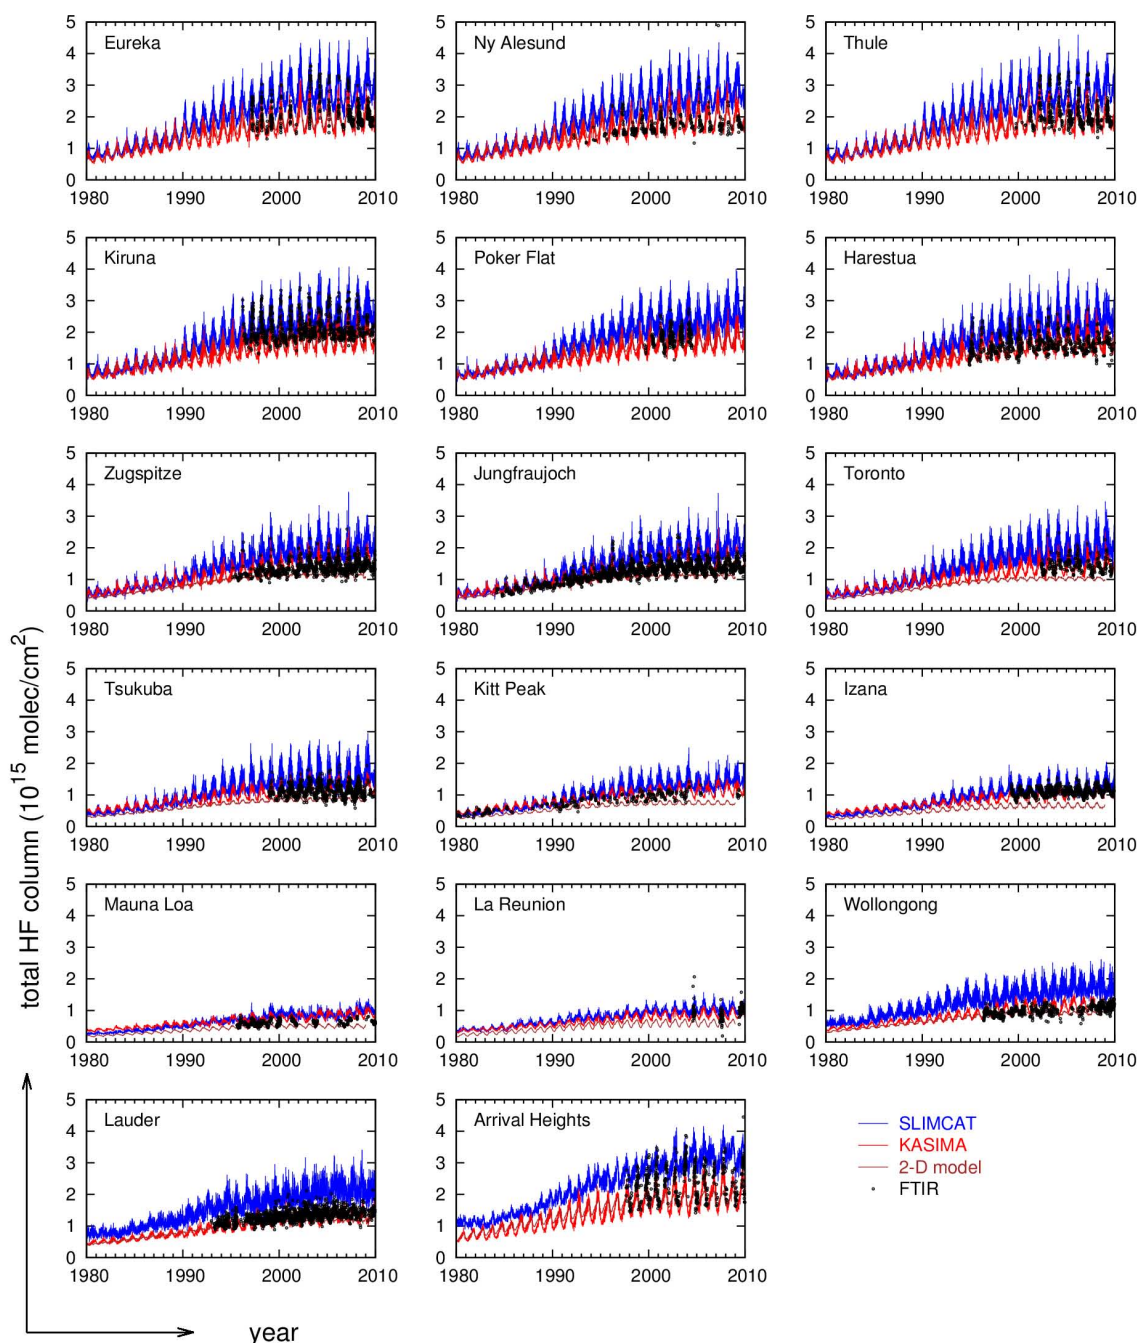 5 Eureka 5 Ny Alesund 5 Thule
4 4 4
3 3 3
2 2 2
1 1 1
0 0 0
1980 1990 2000 2010 1980 1990 2000 2010 1980 1990 2000 2010
5 Kiruna 5 Poker Flat 5 Harestua
4 4 4
3 3 3
2 2 2
1 1 1
0 0 0
1980 1990 2000 2010 1980 1990 2000 2010 1980 1990 2000 2010
5 Zugspitze 5 Jungfraujoch 5 Toronto
4 4 4
3 3 3
2 2 2
1 1 1
0 0 0
1980 1990 2000 2010 1980 1990 2000 2010 1980 1990 2000 2010
5 Tsukuba 5 Kitt Peak 5 Izana
4 4 4
3 3 3
2 2 2
1 1 1
0 0 0
1980 1990 2000 2010 1980 1990 2000 2010 1980 1990 2000 2010
5 Mauna Loa 5 La Reunion 5 Wollongong
4 4 4
3 3 3
2 2 2
1 1 1
0 0 0
1980 1990 2000 2010 1980 1990 2000 2010 1980 1990 2000 2010
5 Lauder 5 Arrival Heights
4 4
3 3
2 2
1 1
0 0
1980 1990 2000 2010 1980 1990 2000 2010
SLIMCAT
KASIMA
2-D model
FTIR
total HF column (10^15 molec/cm^2)
year